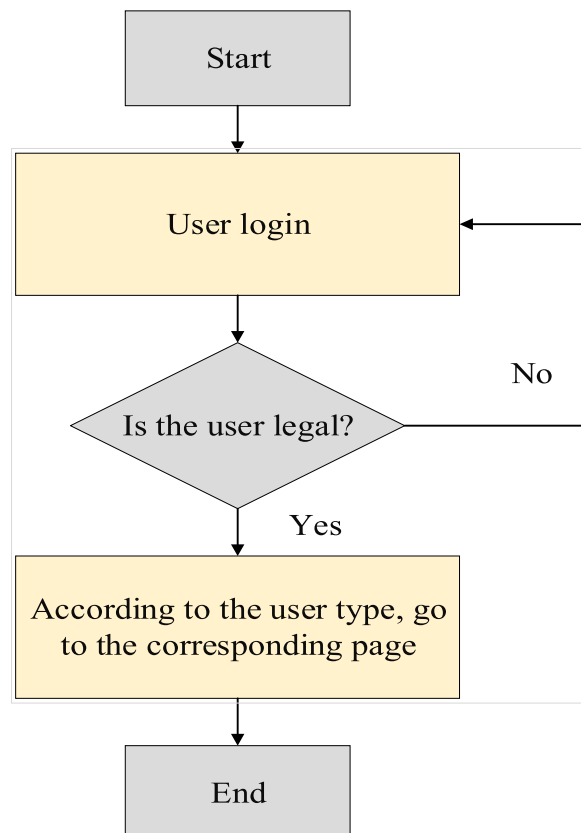 Start
User login
No
Is the user legal?
Yes
According to the user type, go
to the corresponding page
End